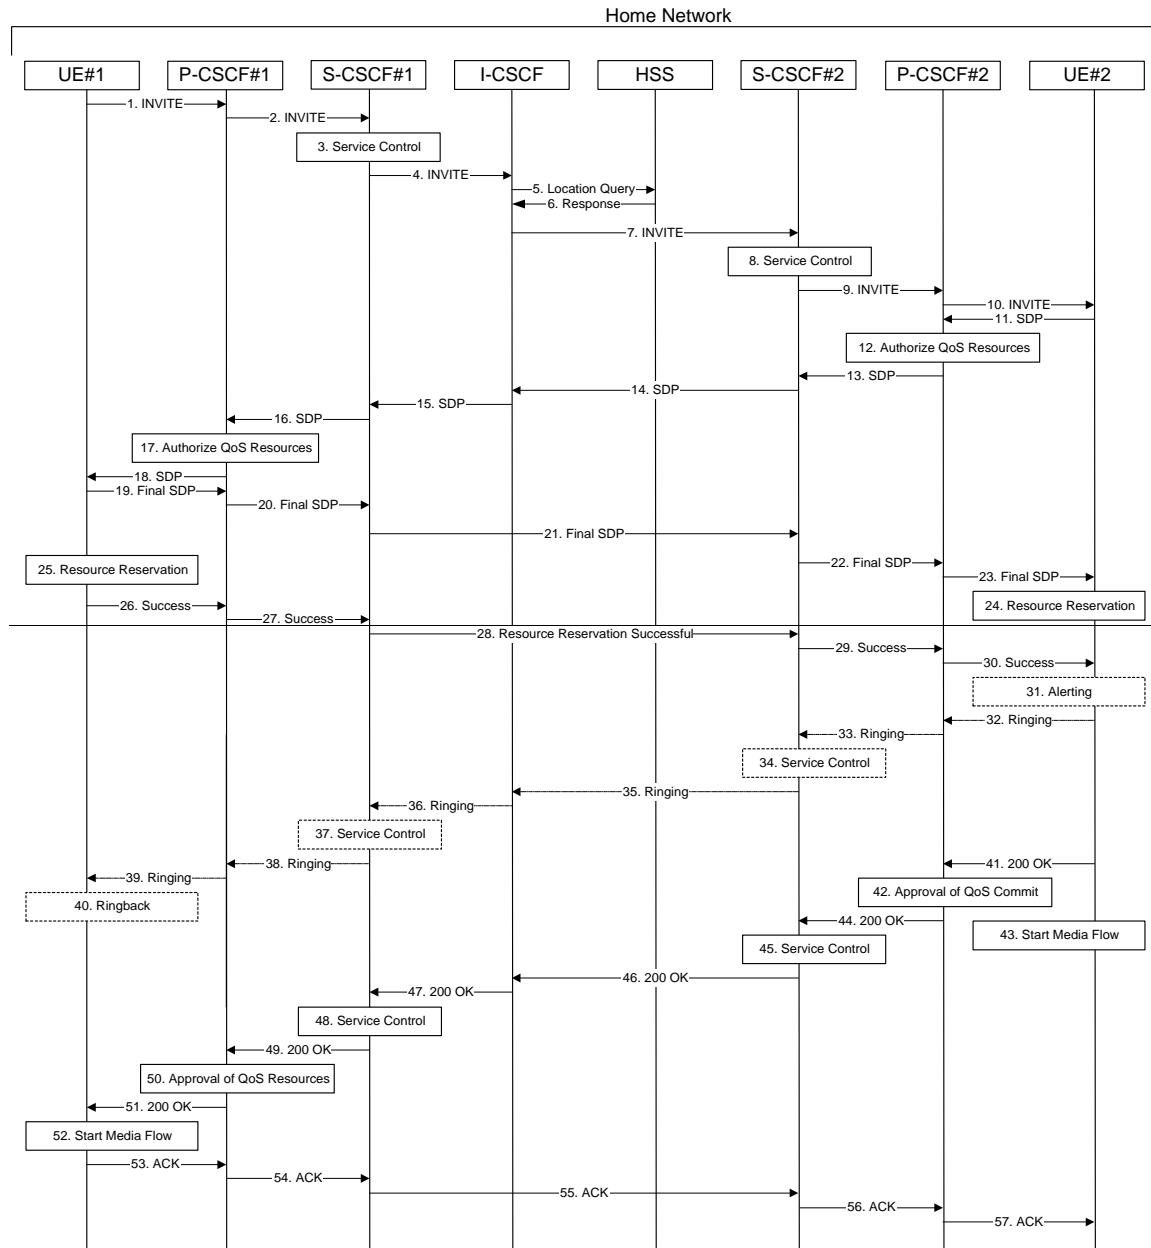 Home Network
UE#1 P-CSCF#1 S-CSCF#1 I-CSCF HSS S-CSCF#2 P-CSCF#2 UE#2
1. INVITE
2. INVITE
3. Service Control
4. INVITE
5. Location Query
6. Response
7. INVITE
8. Service Control
9. INVITE
10. INVITE
11. SDP
12. Authorize QoS Resources
13. SDP
14. SDP
15. SDP
16. SDP
17. Authorize QoS Resources
18. SDP
19. Final SDP
20. Final SDP
21. Final SDP
22. Final SDP
25. Resource Reservation
23. Final SDP
26. Success
24. Resource Reservation
27. Success
28. Resource Reservation Successful
29. Success
30. Success
31. Alerting
32. Ringing
33. Ringing
34. Service Control
35. Ringing
36. Ringing
37. Service Control
38. Ringing
41. 200 OK
39. Ringing
42. Approval of QoS Commit
40. Ringback
44. 200 OK
43. Start Media Flow
45. Service Control
46. 200 OK
47. 200 OK
48. Service Control
49. 200 OK
50. Approval of QoS Resources
51. 200 OK
52. Start Media Flow
53. ACK
54. ACK
55. ACK
56. ACK
57. ACK